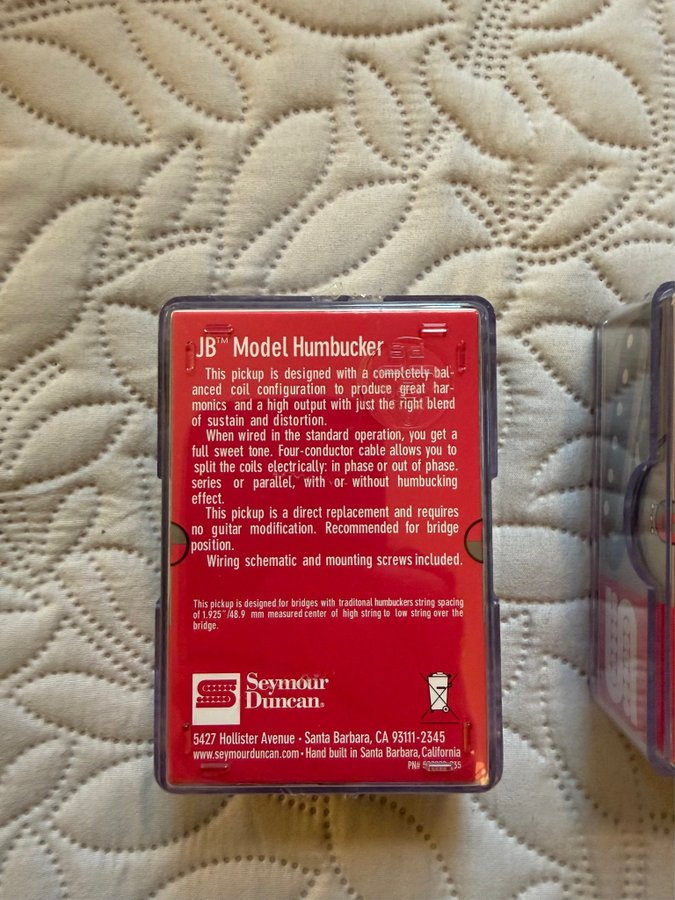 JB™ Model Humbucker
This pickup is designed with a completely bal-
anced coil configuration to produce great har-
monics and a high output with just the right blend
of sustain and distortion.
When wired in the standard operation, you get a
full sweet tone. Four-conductor cable allows you to
split the coils electrically: in phase or out of phase.
series or parallel, with or without humbucking
effect.
This pickup is a direct replacement and requires
no guitar modification. Recommended for bridge
position.
Wiring schematic and mounting screws included.
This pickup is designed for bridges with traditonal humbuckers string spacing
of 1.925"/48.9 mm measured center of high string to low string over the
bridge.
Seymour
Duncan®
5427 Hollister Avenue • Santa Barbara, CA 93111-2345
www.seymourduncan.com • Hand built in Santa Barbara, California
PN#